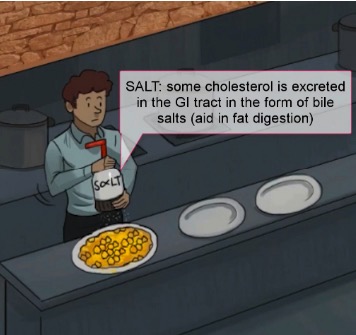 SALT: some cholesterol is excreted
in the GI tract in the form of bile
salts (aid in fat digestion)
SALT